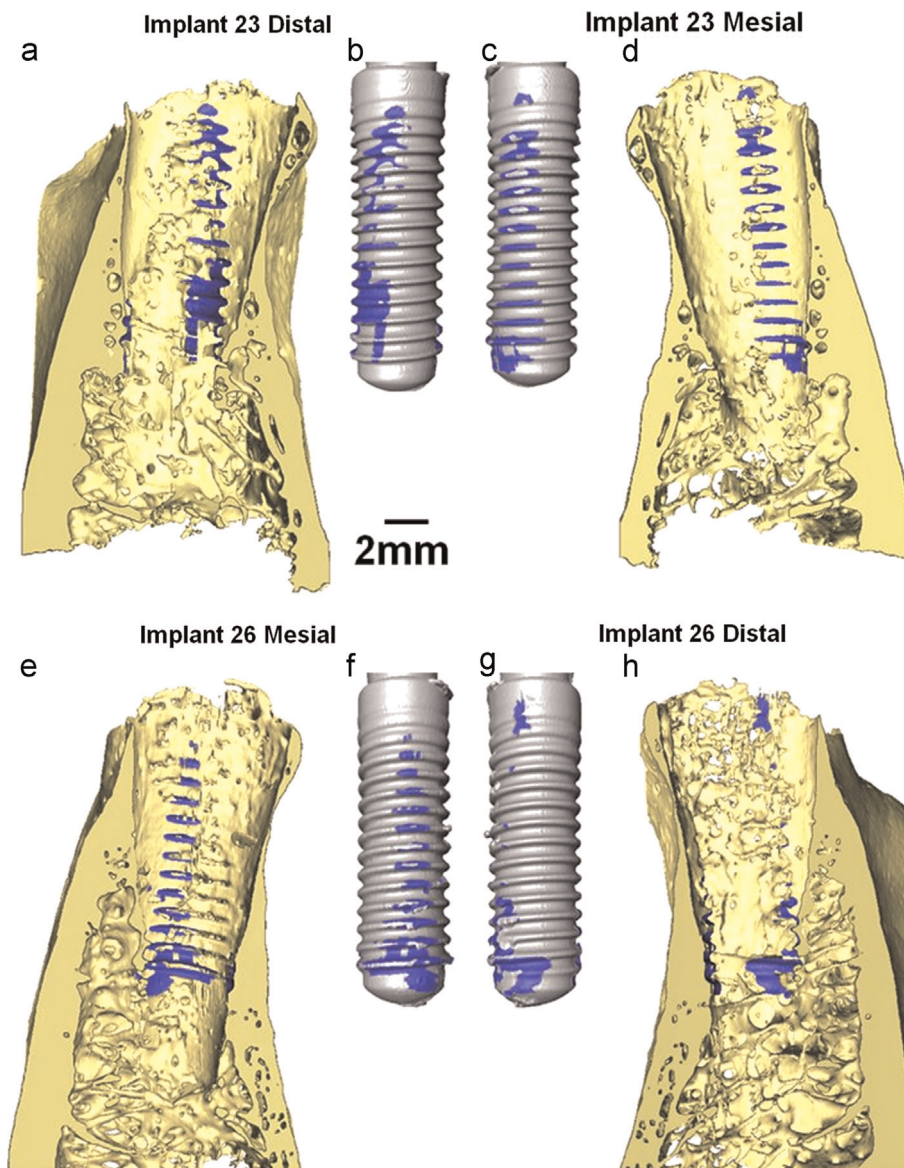 Implant 23 Distal
Implant 23 Mesial
a
b
c
d
2mm
Implant 26 Mesial
Implant 26 Distal
e
f
g
h